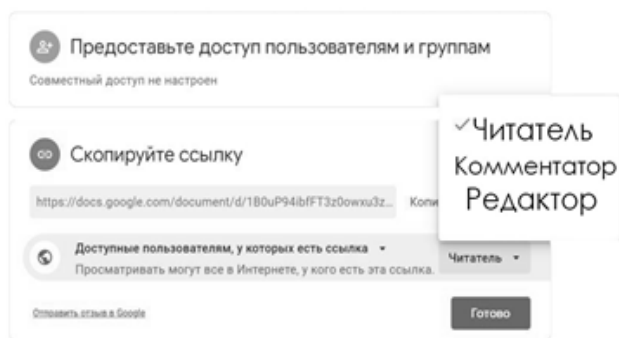 Предоставьте доступ пользователям и группам
Совместный доступ не настроен
✓Читатель
Комментатор
Редактор
Скопируйте ссылку
https://docs.google.com/document/d/1B0uP94ibfFT3z0owxu3z...
Доступные пользователям, у которых есть ссылка
Просматривать могут все в Интернете, у кого есть эта ссылка.
Читатель
Отправить отзыв в Google
Готово